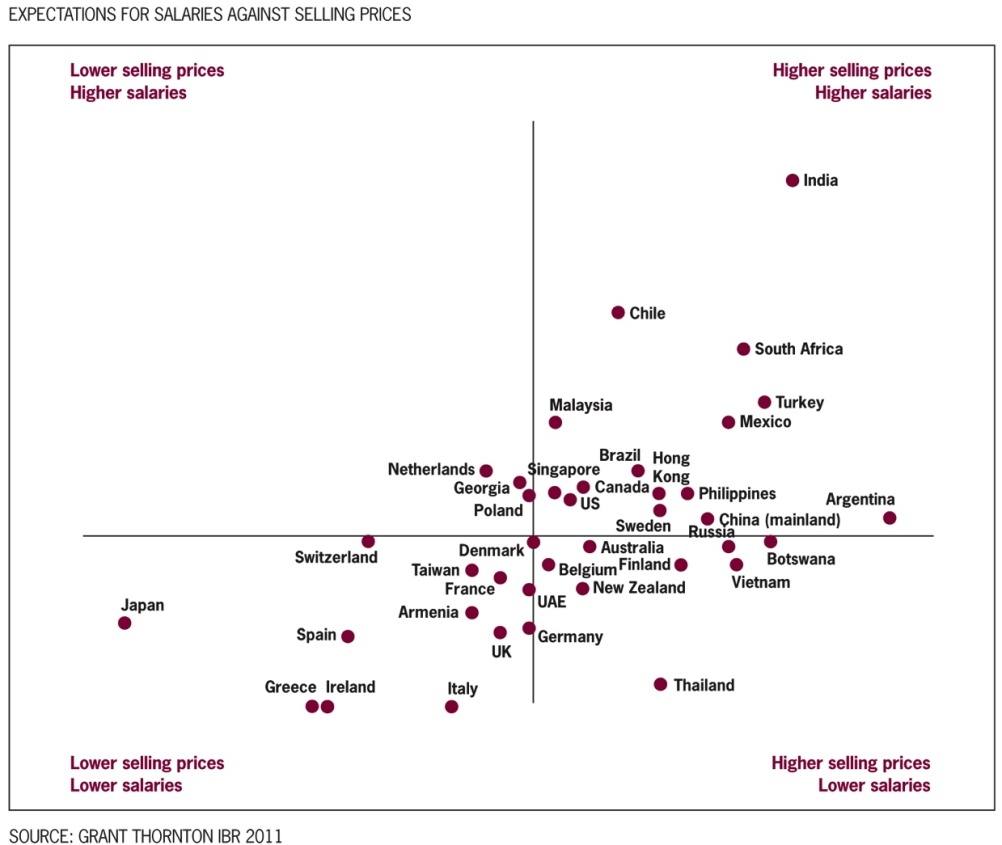 EXPECTATIONS FOR SALARIES AGAINST SELLING PRICES
Lower selling prices
Higher salaries
Higher selling prices
Higher salaries
India
Chile
South Africa
Turkey
Malaysia
Mexico
Brazil
Hong
Kong
Netherlands
Singapore
Georgia
Canada
Philippines
Poland
US
Argentina
Sweden
China (mainland)
Russia
Switzerland
Denmark
Australia
Botswana
Taiwan
Belgium
Finland
France
New Zealand
Vietnam
UAE
Japan
Armenia
Spain
UK
Germany
Greece
Ireland
Italy
Thailand
Lower selling prices
Lower salaries
Higher selling prices
Lower salaries
SOURCE: GRANT THORNTON IBR 2011